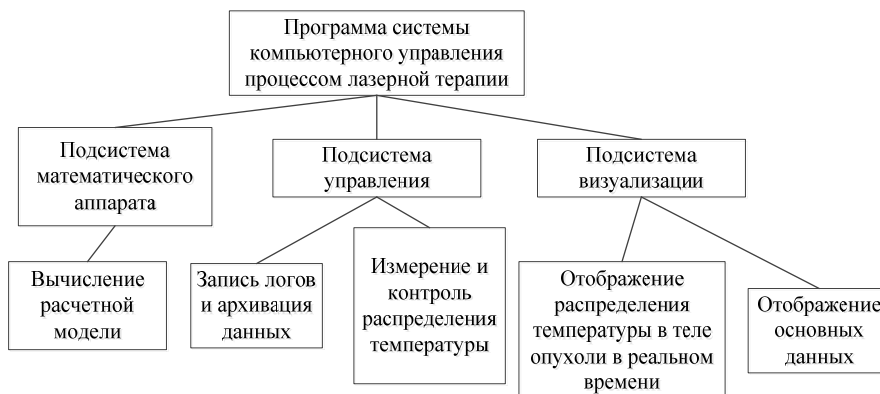 Программа системы
компьютерного управления
процессом лазерной терапии
Подсистема
математического
аппарата
Подсистема
управления
Подсистема
визуализации
Вычисление
расчетной
модели
Запись логов
и архивация
данных
Измерение и
контроль
распределения
температуры
Отображение
распределения
температуры в теле
опухоли в реальном
времени
Отображение
основных
данных